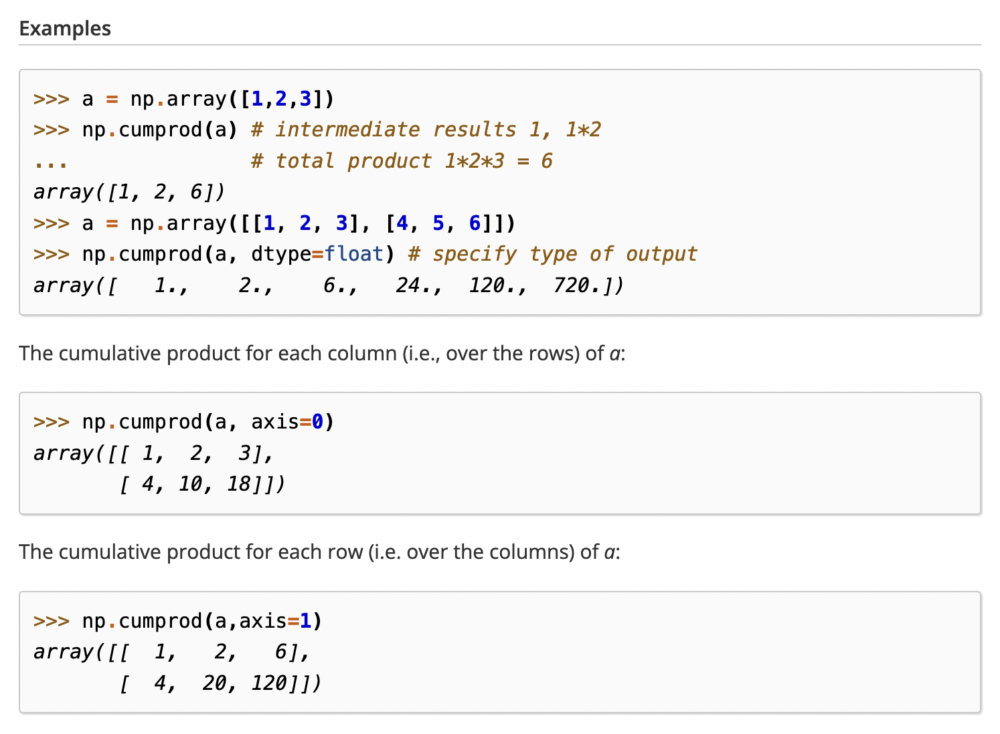 Examples
>>> a = np.array([1,2,3])
>>> np.cumprod(a) # intermediate results 1, 1*2
...               # total product 1*2*3 = 6
array([1, 2, 6])
>>> a = np.array([[1, 2, 3], [4, 5, 6]])
>>> np.cumprod(a, dtype=float) # specify type of output
array([   1.,    2.,    6.,   24.,  120.,  720.])
The cumulative product for each column (i.e., over the rows) of a:
>>> np.cumprod(a, axis=0)
array([[ 1,  2,  3],
       [ 4, 10, 18]])
The cumulative product for each row (i.e. over the columns) of a:
>>> np.cumprod(a,axis=1)
array([[  1,   2,   6],
       [  4,  20, 120]])